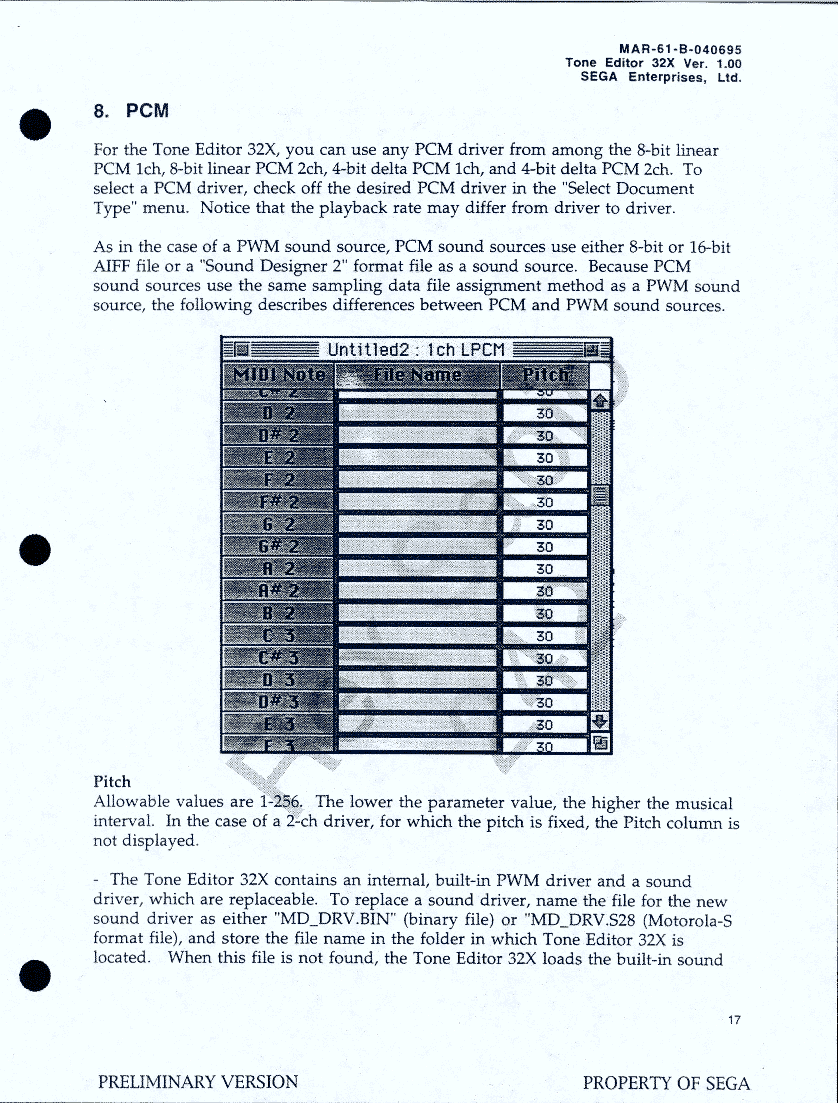 MAR-61-B-040695
Tone Editor 32X Ver. 1.00
SEGA Enterprises, Ltd.
8. PCM
For the Tone Editor 32X, you can use any PCM driver from among the 8-bit linear
PCM 1ch, 8-bit linear PCM 2ch, 4-bit delta PCM 1ch, and 4-bit delta PCM 2ch. To
select a PCM driver, check off the desired PCM driver in the "Select Document
Type" menu. Notice that the playback rate may differ from driver to driver.
As in the case of a PWM sound source, PCM sound sources use either 8-bit or 16-bit
AIFF file or a "Sound Designer 2" format file as a sound source. Because PCM
sound sources use the same sampling data file assignment method as a PWM sound
source, the following describes differences between PCM and PWM sound sources.
Untitled2 : 1ch LPCM
MIDI Note File Name Pitch
C# 2 30
D 2 30
D# 2 30
E 2 30
F 2 30
F# 2 30
G 2 30
G# 2 30
A 2 30
A# 2 30
B 2 30
C 3 30
C# 3 30
D 3 30
D# 3 30
E 3 30
F 3 30
Pitch
Allowable values are 1-256. The lower the parameter value, the higher the musical
interval. In the case of a 2-ch driver, for which the pitch is fixed, the Pitch column is
not displayed.
- The Tone Editor 32X contains an internal, built-in PWM driver and a sound
driver, which are replaceable. To replace a sound driver, name the file for the new
sound driver as either "MD_DRV.BIN" (binary file) or "MD_DRV.S28 (Motorola-S
format file), and store the file name in the folder in which Tone Editor 32X is
located. When this file is not found, the Tone Editor 32X loads the built-in sound
17
PRELIMINARY VERSION
PROPERTY OF SEGA